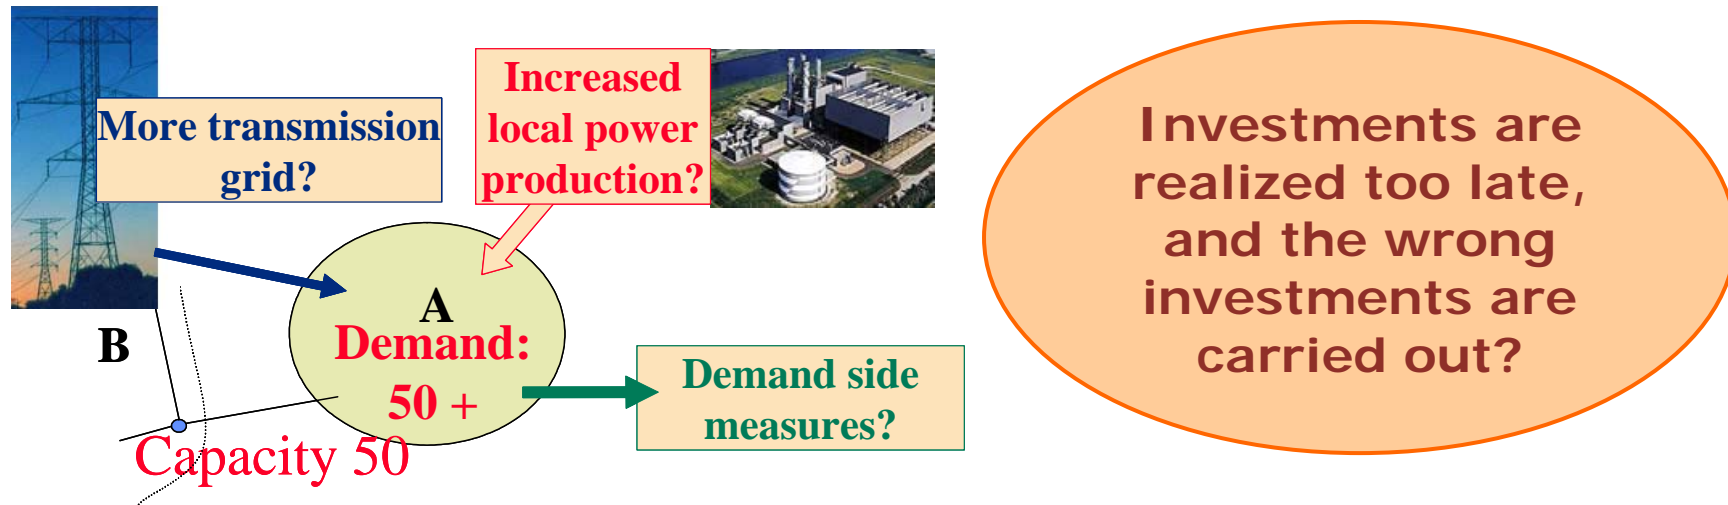 More transmission
grid?
Increased
local power
production?
A
Demand:
50 +
B
Capacity 50
Demand side
measures?
Investments are
realized too late,
and the wrong
investments are
carried out?